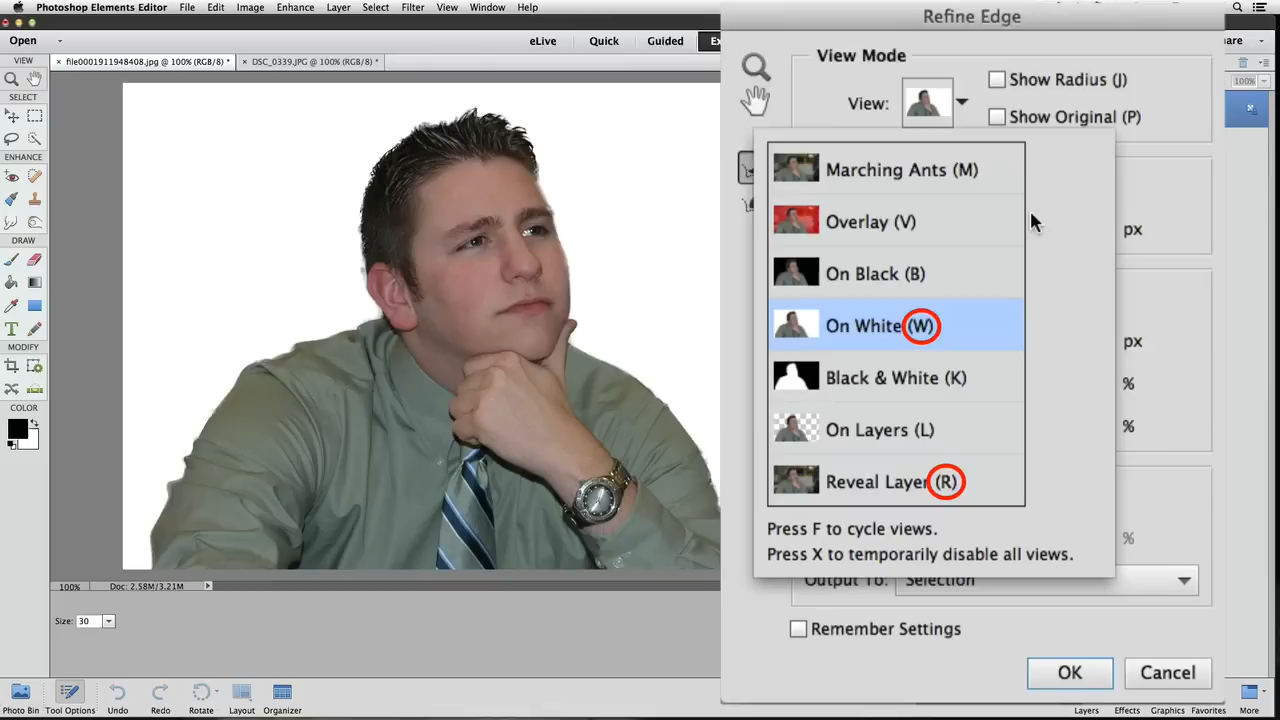 Photoshop Elements Editor File Edit Image Enhance Layer Select Filter View Window Help
Open eLive Quick Guided
VIEW
× file0001911948408.jpg @ 100% (RGB/8) * × DSC_0339.JPG @ 100% (RGB/8) *
SELECT
ENHANCE
DRAW
MODIFY
COLOR
100% Doc: 2.58M/3.21M
Size: 30
Photo Bin Tool Options Undo Redo Rotate Layout Organizer
Refine Edge
View Mode
View:
Show Radius (J)
Show Original (P)
Marching Ants (M)
Overlay (V)
On Black (B)
On White (W)
Black & White (K)
On Layers (L)
Reveal Layer (R)
Press F to cycle views.
Press X to temporarily disable all views.
px
px
%
%
%
Output To: Selection
Remember Settings
OK Cancel
100%
Layers Effects Graphics Favorites More